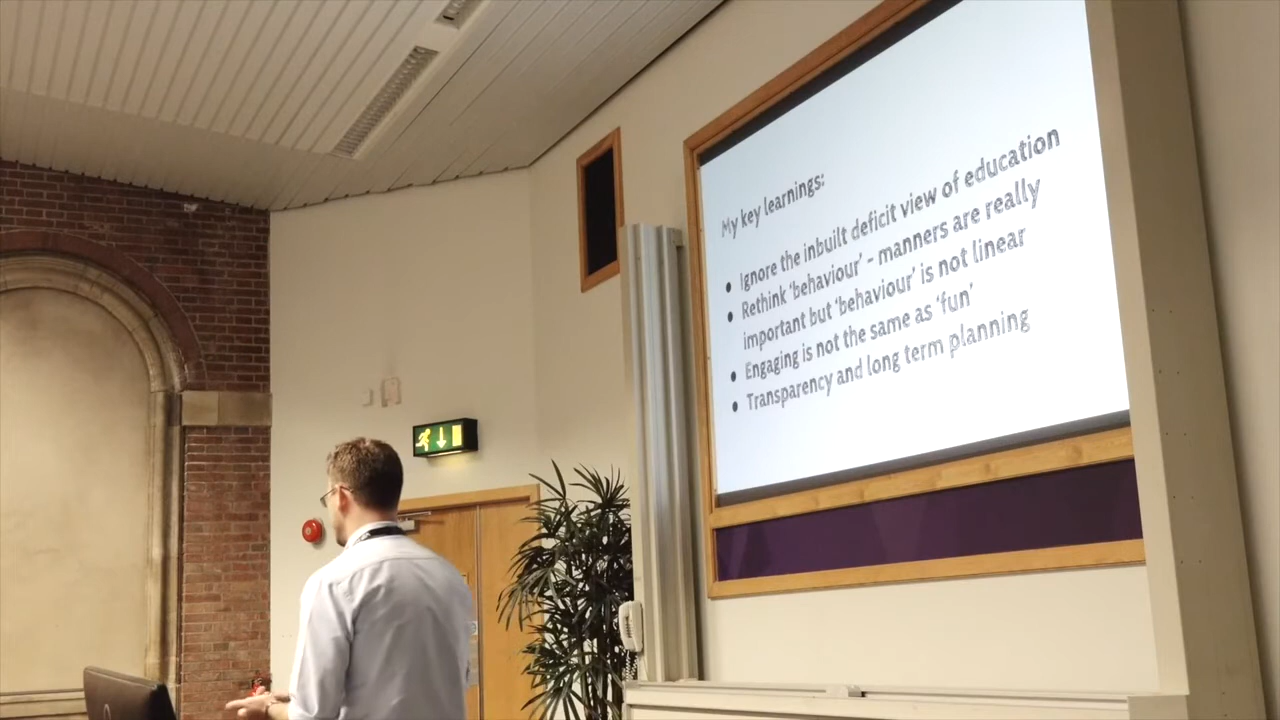 My key learnings:
● Ignore the inbuilt deficit view of education
● Rethink ‘behaviour’ - manners are really
important but ‘behaviour’ is not linear
● Engaging is not the same as ‘fun’
● Transparency and long term planning